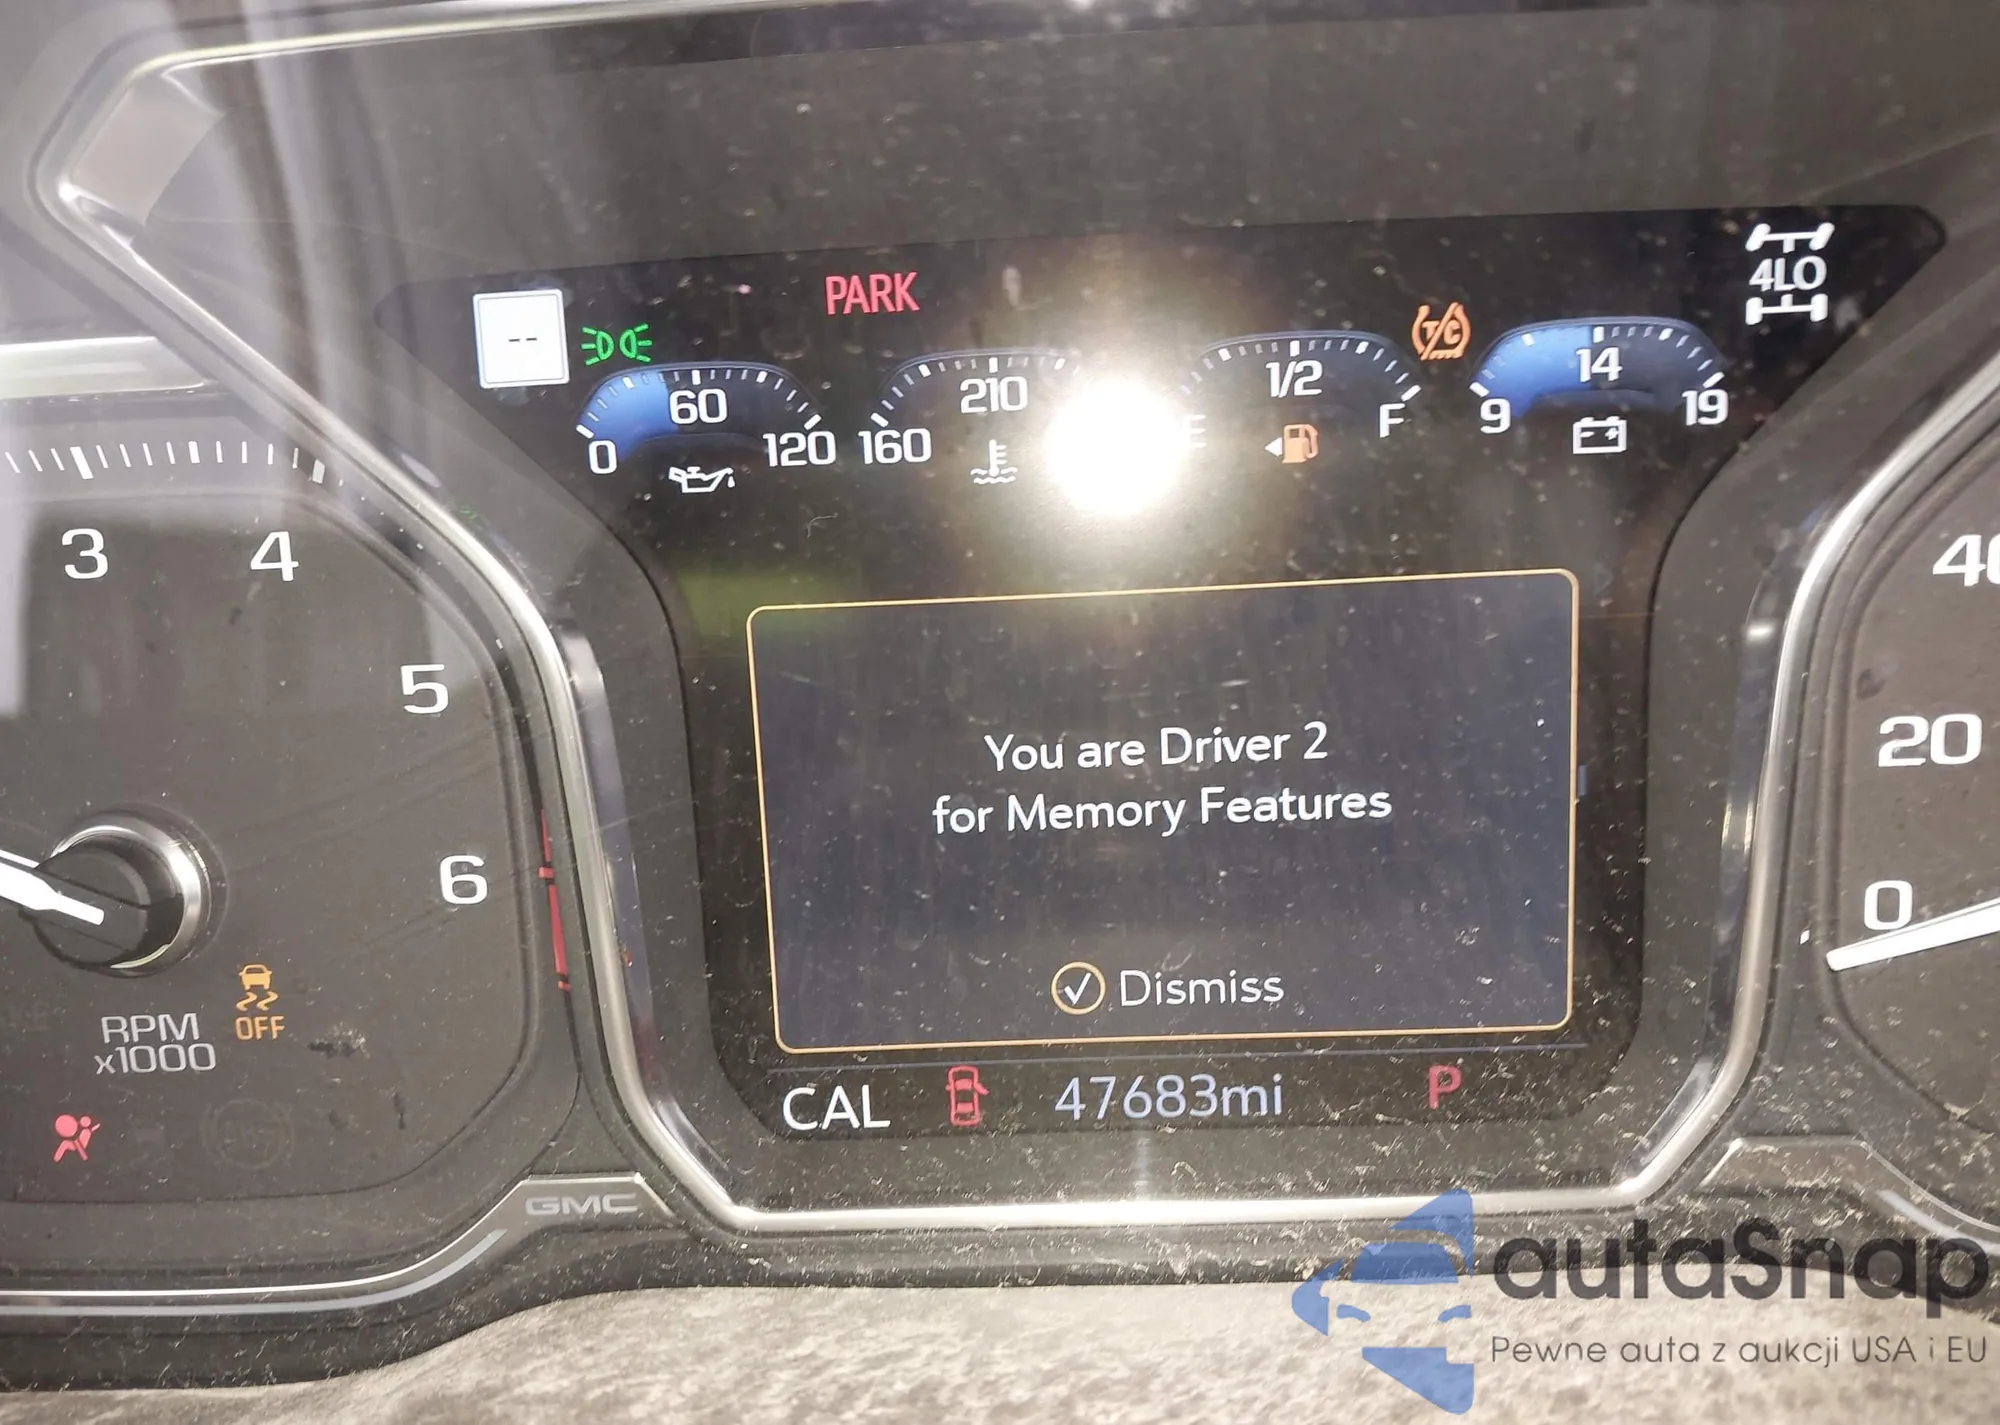 PARK
4LO
--
T/C
60
0
120
210
160
1/2
E
F
14
9
19
3
4
5
6
RPM
x1000
OFF
40
20
0
You are Driver 2
for Memory Features
Dismiss
CAL
47683mi
P
GMC
autaSnap
Pewne auta z aukcji USA i EU